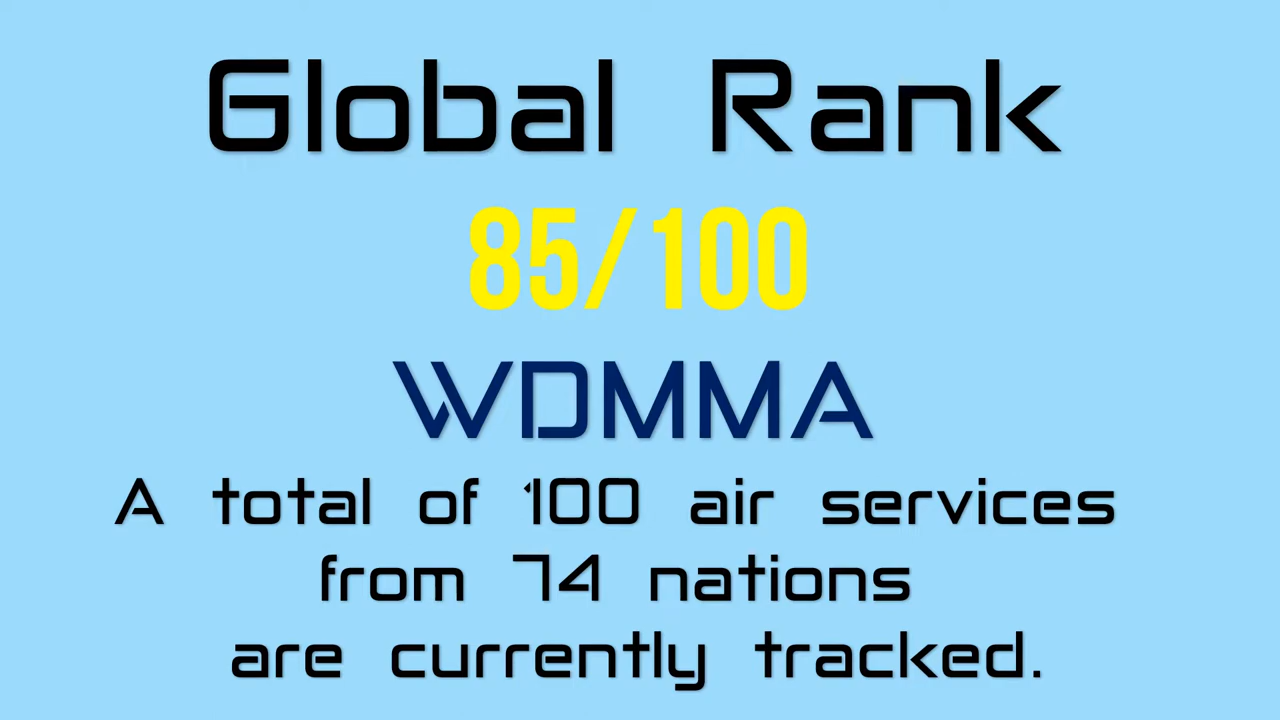 Global Rank
85/100
WDMMA
A total of 100 air services
from 74 nations
are currently tracked.